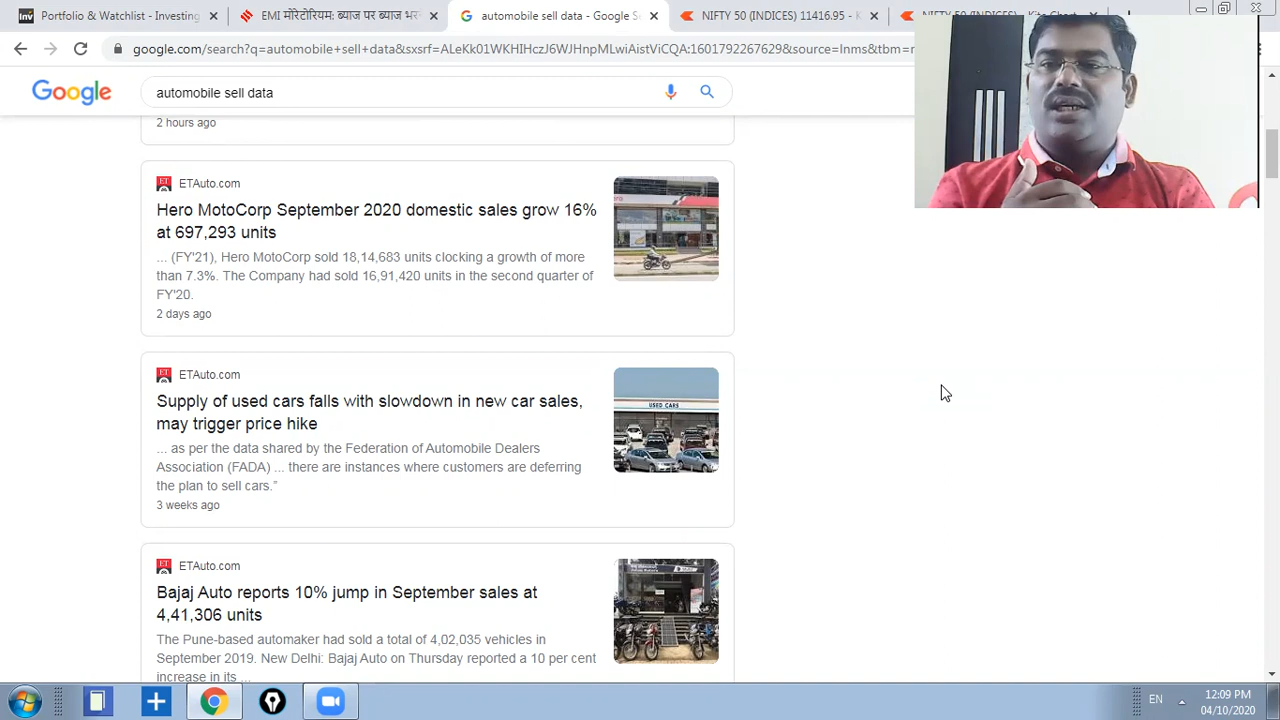 Portfolio & Watchlist - Investing
EMI मोरेटोरियम: ब्याज पर ब्याज
automobile sell data - Google S
NIFTY 50 (INDICES) 11416.95 - K
google.com/search?q=automobile+sell+data&sxsrf=ALeKk01WKHIHczJ6WJHnpMLwiAistViCQA:1601792267629&source=lnms&tbm=
Google
automobile sell data
2 hours ago
ET ETAuto.com
Hero MotoCorp September 2020 domestic sales grow 16%
at 697,293 units
... (FY'21), Hero MotoCorp sold 18,14,683 units clocking a growth of more
than 7.3%. The Company had sold 16,91,420 units in the second quarter of
FY'20.
2 days ago
ET ETAuto.com
Supply of used cars falls with slowdown in new car sales,
may trigger price hike
USED CARS
... as per the data shared by the Federation of Automobile Dealers
Association (FADA) ... there are instances where customers are deferring
the plan to sell cars.”
3 weeks ago
ET ETAuto.com
Bajaj Auto reports 10% jump in September sales at
4,41,306 units
The Pune-based automaker had sold a total of 4,02,035 vehicles in
September 2019. New Delhi: Bajaj Auto on Thursday reported a 10 per cent
increase in its ...
EN
12:09 PM
04/10/2020